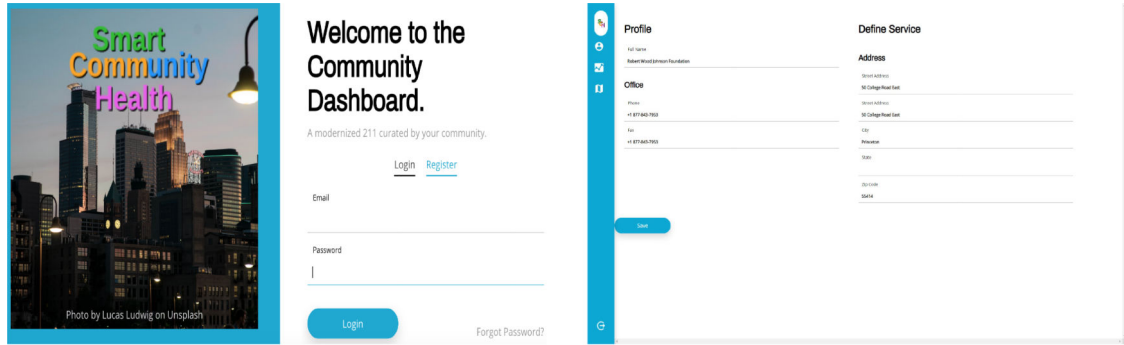 Smart
Community
Health
Photo by Lucas Ludwig on Unsplash
Welcome to the
Community
Dashboard.
A modernized 211 curated by your community.
Login Register
Email
Password
Login
Forgot Password?
Profile
Full Name
Robert Wood Johnson Foundation
Office
Phone
+1 877-843-7953
Fax
+1 877-843-7953
Save
Define Service
Address
Street Address
50 College Road East
Street Address
50 College Road East
City
Princeton
State
Zip Code
55414